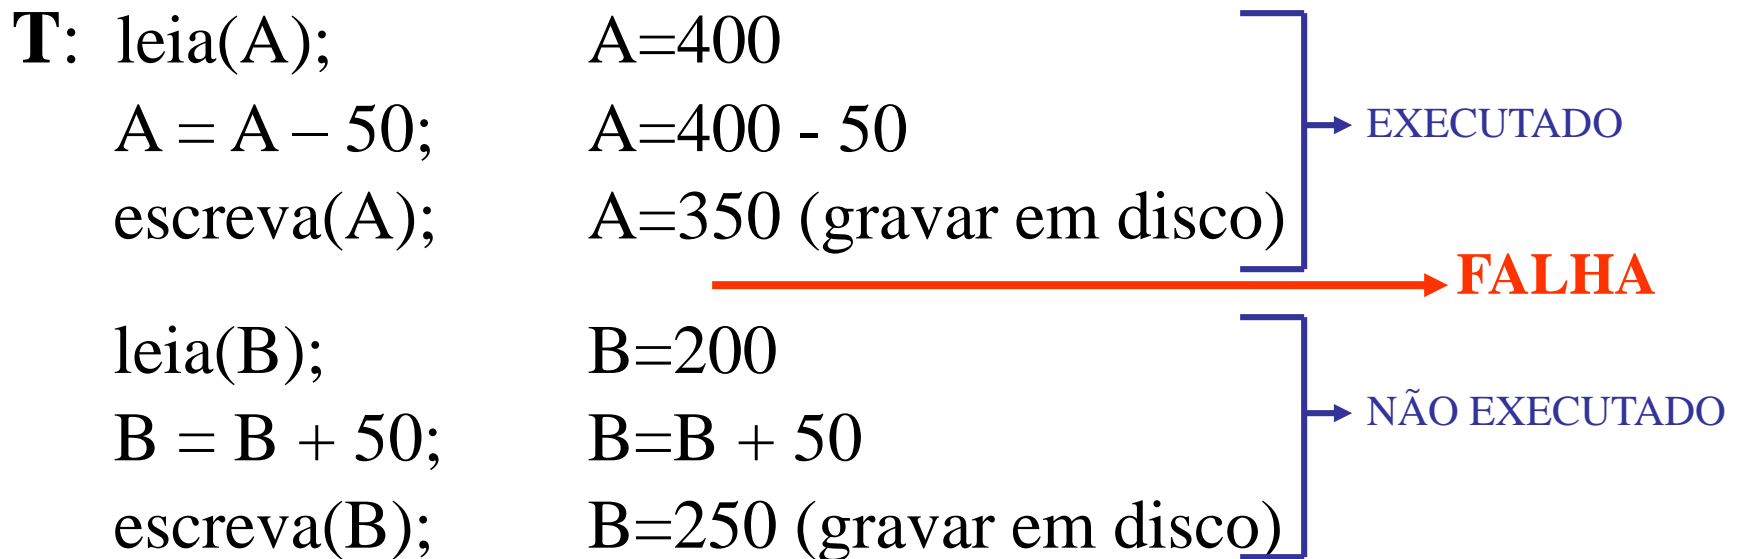 T: leia(A); A=400
A = A – 50; A=400 - 50
EXECUTADO
escreva(A); A=350 (gravar em disco)
FALHA
leia(B); B=200
B = B + 50; B=B + 50
NÃO EXECUTADO
escreva(B); B=250 (gravar em disco)